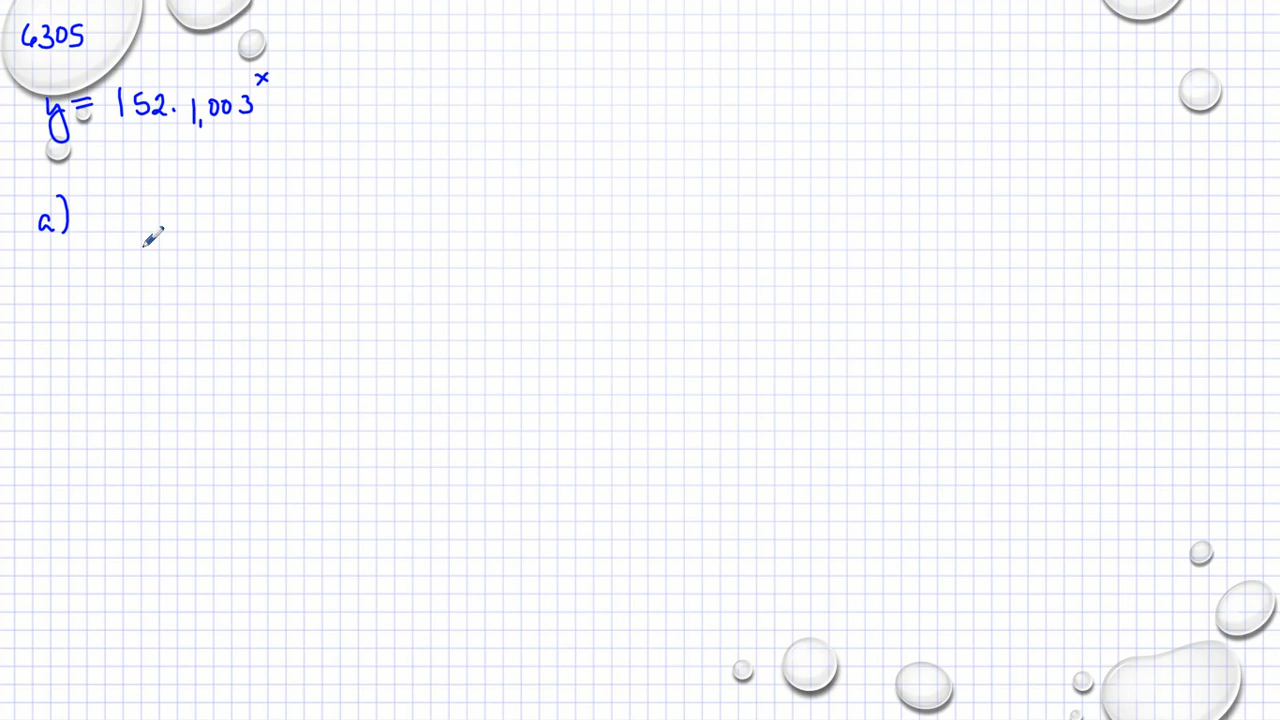 6305
y = 152 · 1,003^x
a)